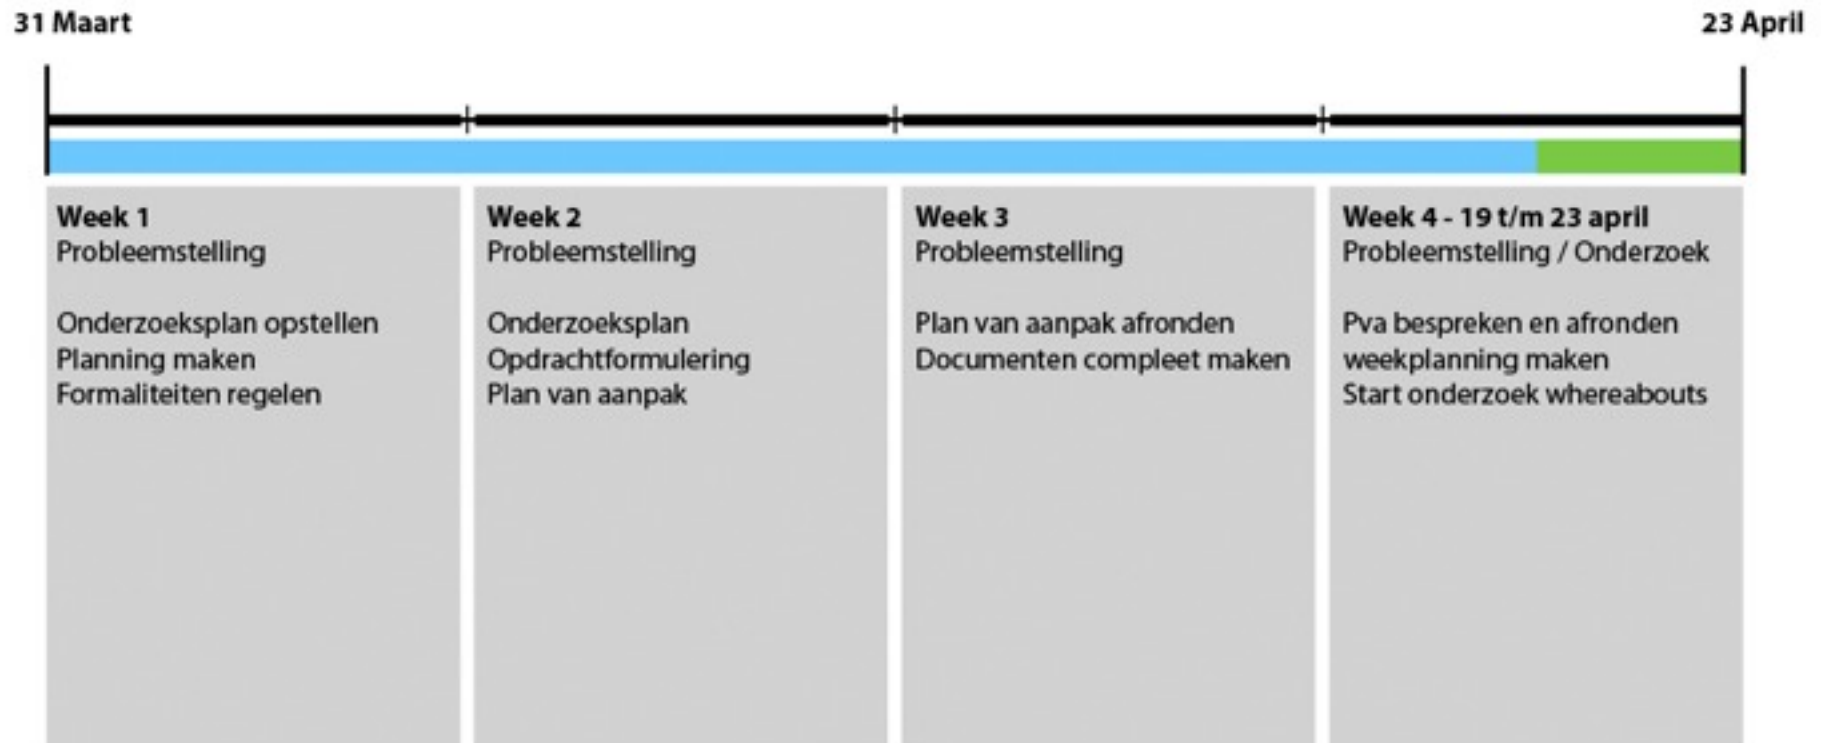 31 Maart
23 April
Week 1
Probleemstelling
Onderzoeksplan opstellen
Planning maken
Formaliteiten regelen
Week 2
Probleemstelling
Onderzoeksplan
Opdrachtformulering
Plan van aanpak
Week 3
Probleemstelling
Plan van aanpak afronden
Documenten compleet maken
Week 4 - 19 t/m 23 april
Probleemstelling / Onderzoek
Pva bespreken en afronden
weekplanning maken
Start onderzoek whereabouts